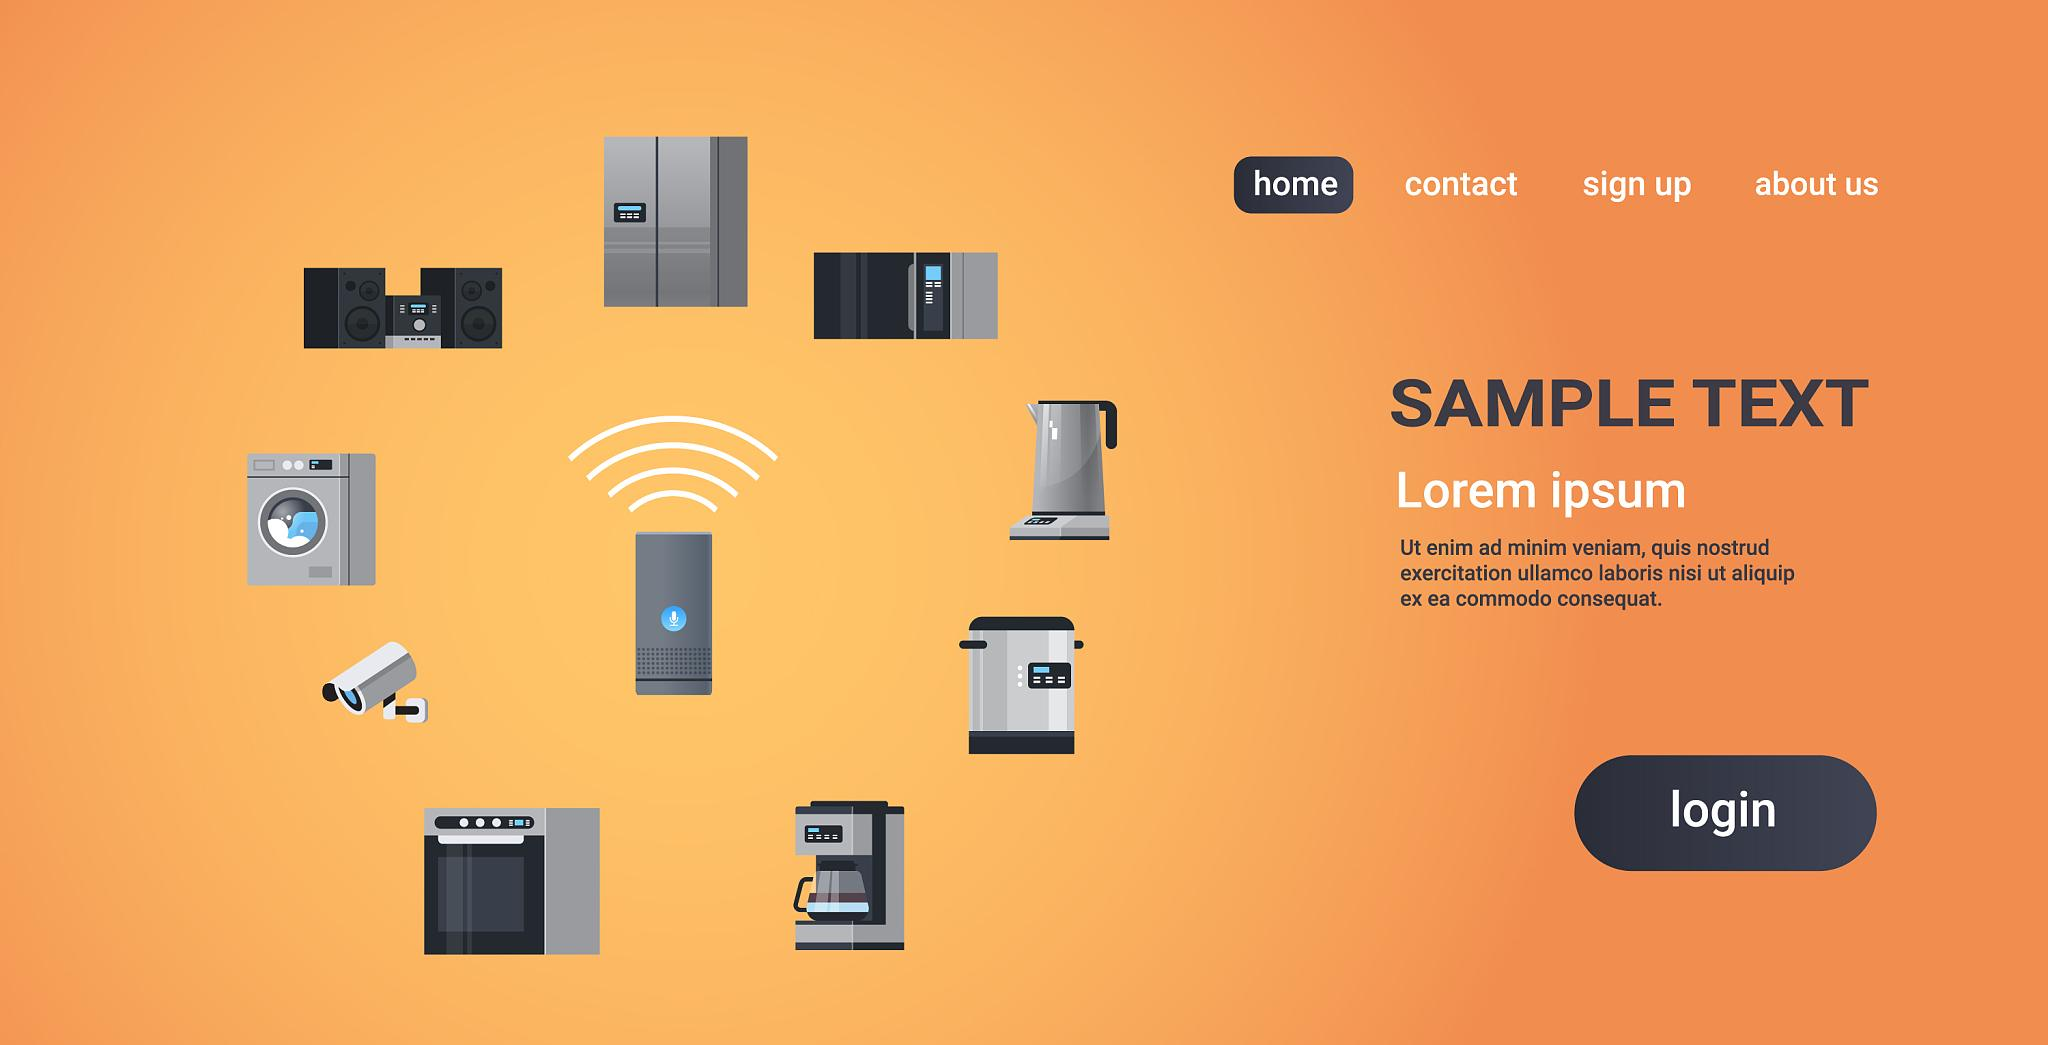 home contact sign up about us
SAMPLE TEXT
Lorem ipsum
Ut enim ad minim veniam, quis nostrud
exercitation ullamco laboris nisi ut aliquip
ex ea commodo consequat.
login